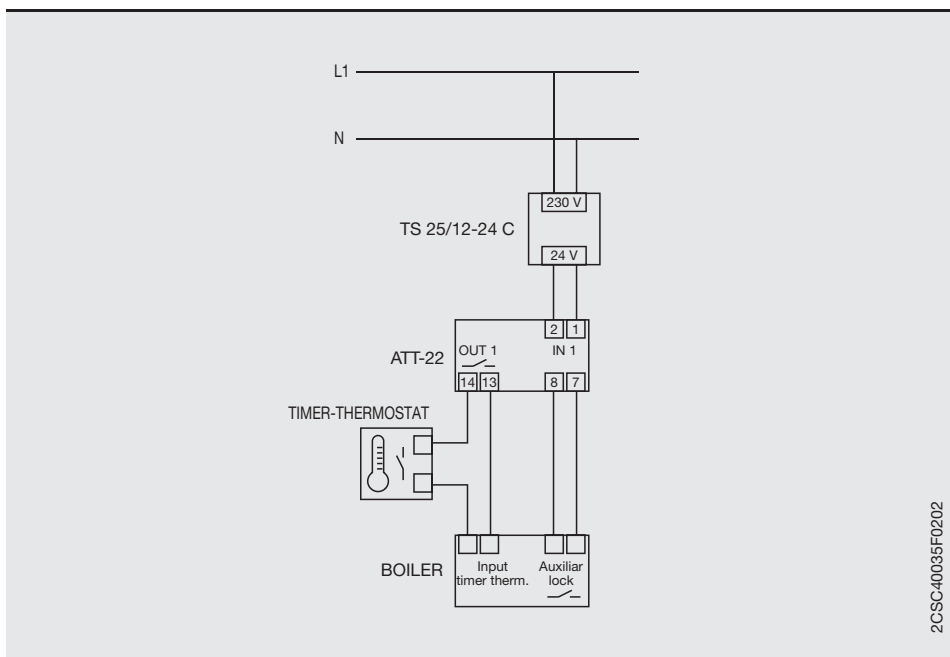 L1
N
230 V
TS 25/12-24 C
24 V
2 1
ATT-22
OUT 1
IN 1
14 13
8 7
TIMER-THERMOSTAT
BOILER
Input
timer therm.
Auxiliar
lock
2CSC40035F0202